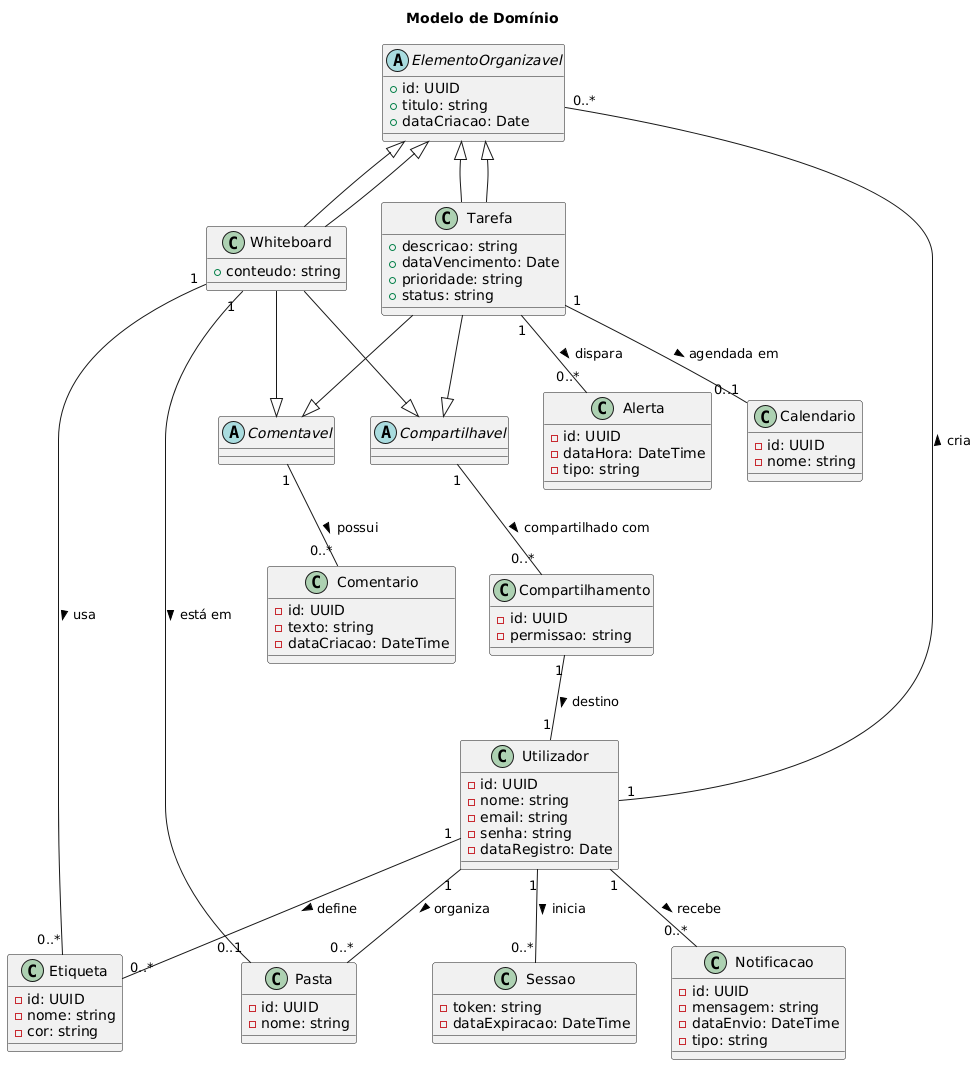 Modelo de Domínio
A ElementoOrganizavel
id: UUID
titulo: string
dataCriacao: Date
0..*
C Whiteboard
conteudo: string
C Tarefa
descricao: string
dataVencimento: Date
prioridade: string
status: string
1
1
1
1
dispara
agendada em
0..*
0..1
A Comentavel
A Compartilhavel
C Alerta
id: UUID
dataHora: DateTime
tipo: string
C Calendario
id: UUID
nome: string
cria
1
1
possui
compartilhado com
0..*
0..*
C Comentario
id: UUID
texto: string
dataCriacao: DateTime
C Compartilhamento
id: UUID
permissao: string
usa
está em
1
destino
1
C Utilizador
id: UUID
nome: string
email: string
senha: string
dataRegistro: Date
1
1
1
1
1
define
organiza
inicia
recebe
0..*
0..*
0..1
0..*
0..*
0..*
C Etiqueta
id: UUID
nome: string
cor: string
C Pasta
id: UUID
nome: string
C Sessao
token: string
dataExpiracao: DateTime
C Notificacao
id: UUID
mensagem: string
dataEnvio: DateTime
tipo: string